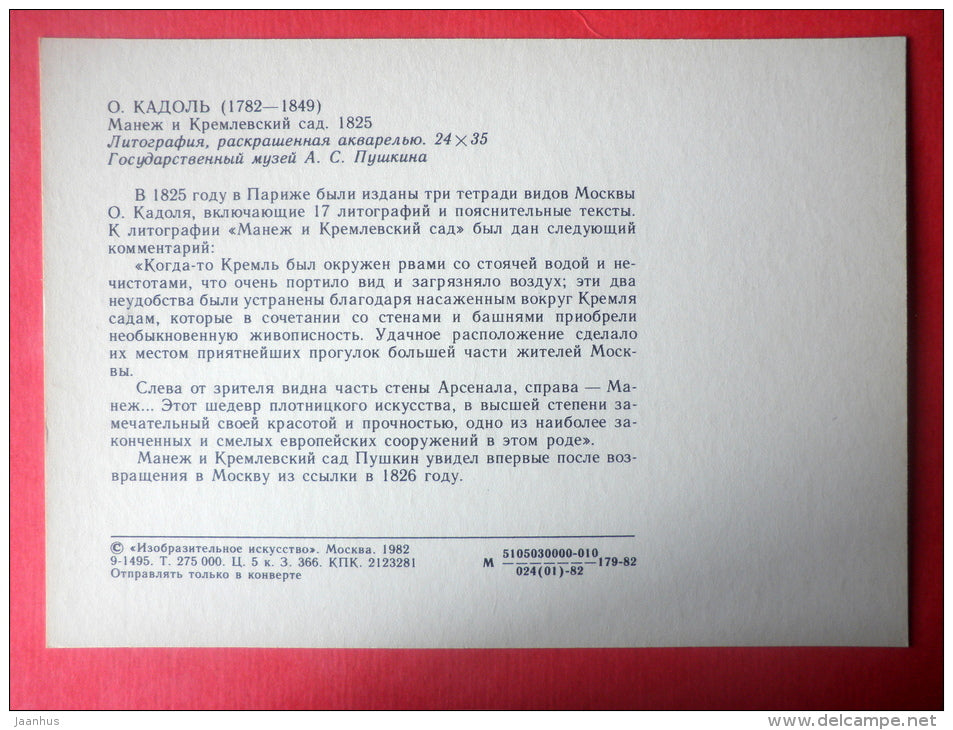 О. КАДОЛЬ (1782—1849)
Манеж и Кремлевский сад. 1825
Литография, раскрашенная акварелью. 24×35
Государственный музей А. С. Пушкина
В 1825 году в Париже были изданы три тетради видов Москвы
О. Кадоля, включающие 17 литографий и пояснительные тексты.
К литографии «Манеж и Кремлевский сад» был дан следующий
комментарий:
«Когда-то Кремль был окружен рвами со стоячей водой и не-
чистотами, что очень портило вид и загрязняло воздух; эти два
неудобства были устранены благодаря насаженным вокруг Кремля
садам, которые в сочетании со стенами и башнями приобрели
необыкновенную живописность. Удачное расположение сделало
их местом приятнейших прогулок большей части жителей Моск-
вы.
Слева от зрителя видна часть стены Арсенала, справа — Ма-
неж... Этот шедевр плотницкого искусства, в высшей степени за-
мечательный своей красотой и прочностью, одно из наиболее за-
конченных и смелых европейских сооружений в этом роде».
Манеж и Кремлевский сад Пушкин увидел впервые после воз-
вращения в Москву из ссылки в 1826 году.
© «Изобразительное искусство». Москва. 1982
9-1495. Т. 275 000. Ц. 5 к. З. 366. КПК. 2123281
Отправлять только в конверте
5105030000-010
М ———————179-82
024(01)-82
jaanhus
delcampe.net